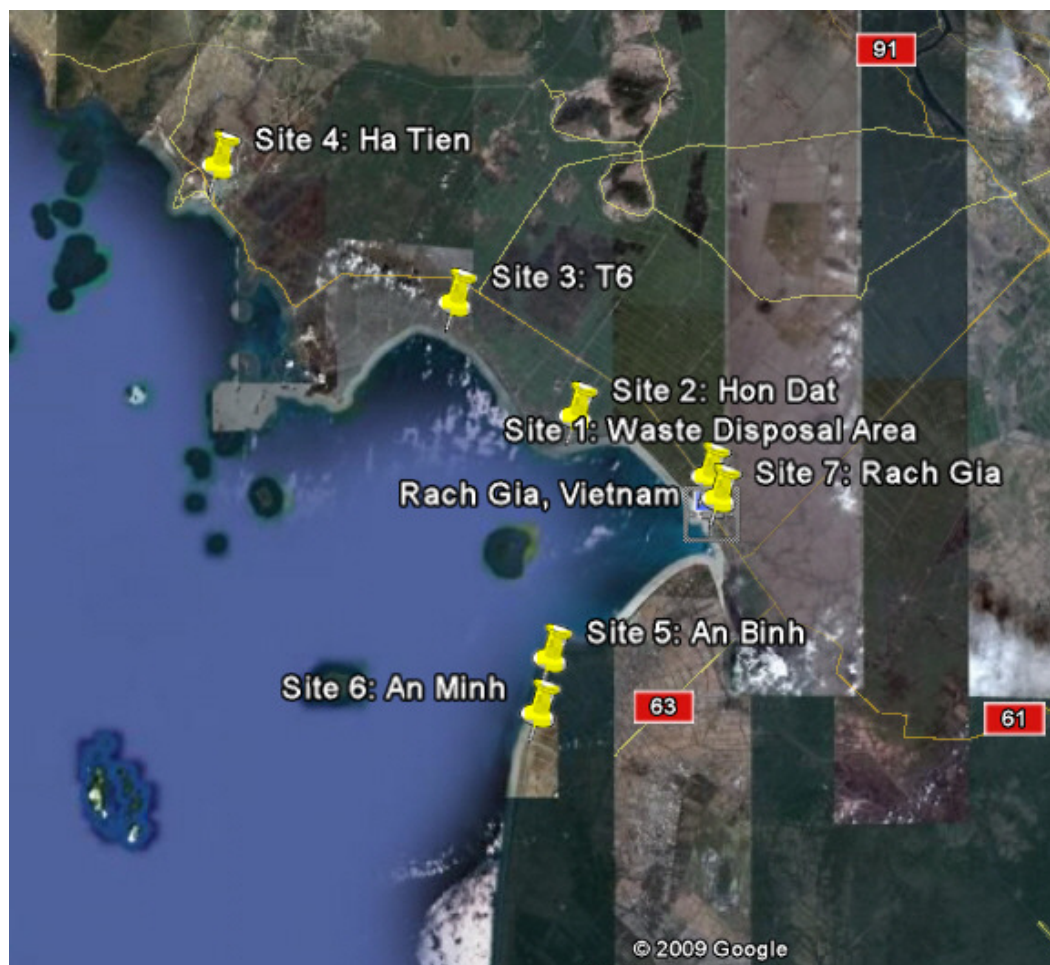 91
Site 4: Ha Tien
Site 3: T6
Site 2: Hon Dat
Site 1: Waste Disposal Area
Site 7: Rach Gia
Rach Gia, Vietnam
Site 5: An Binh
Site 6: An Minh
63
61
© 2009 Google